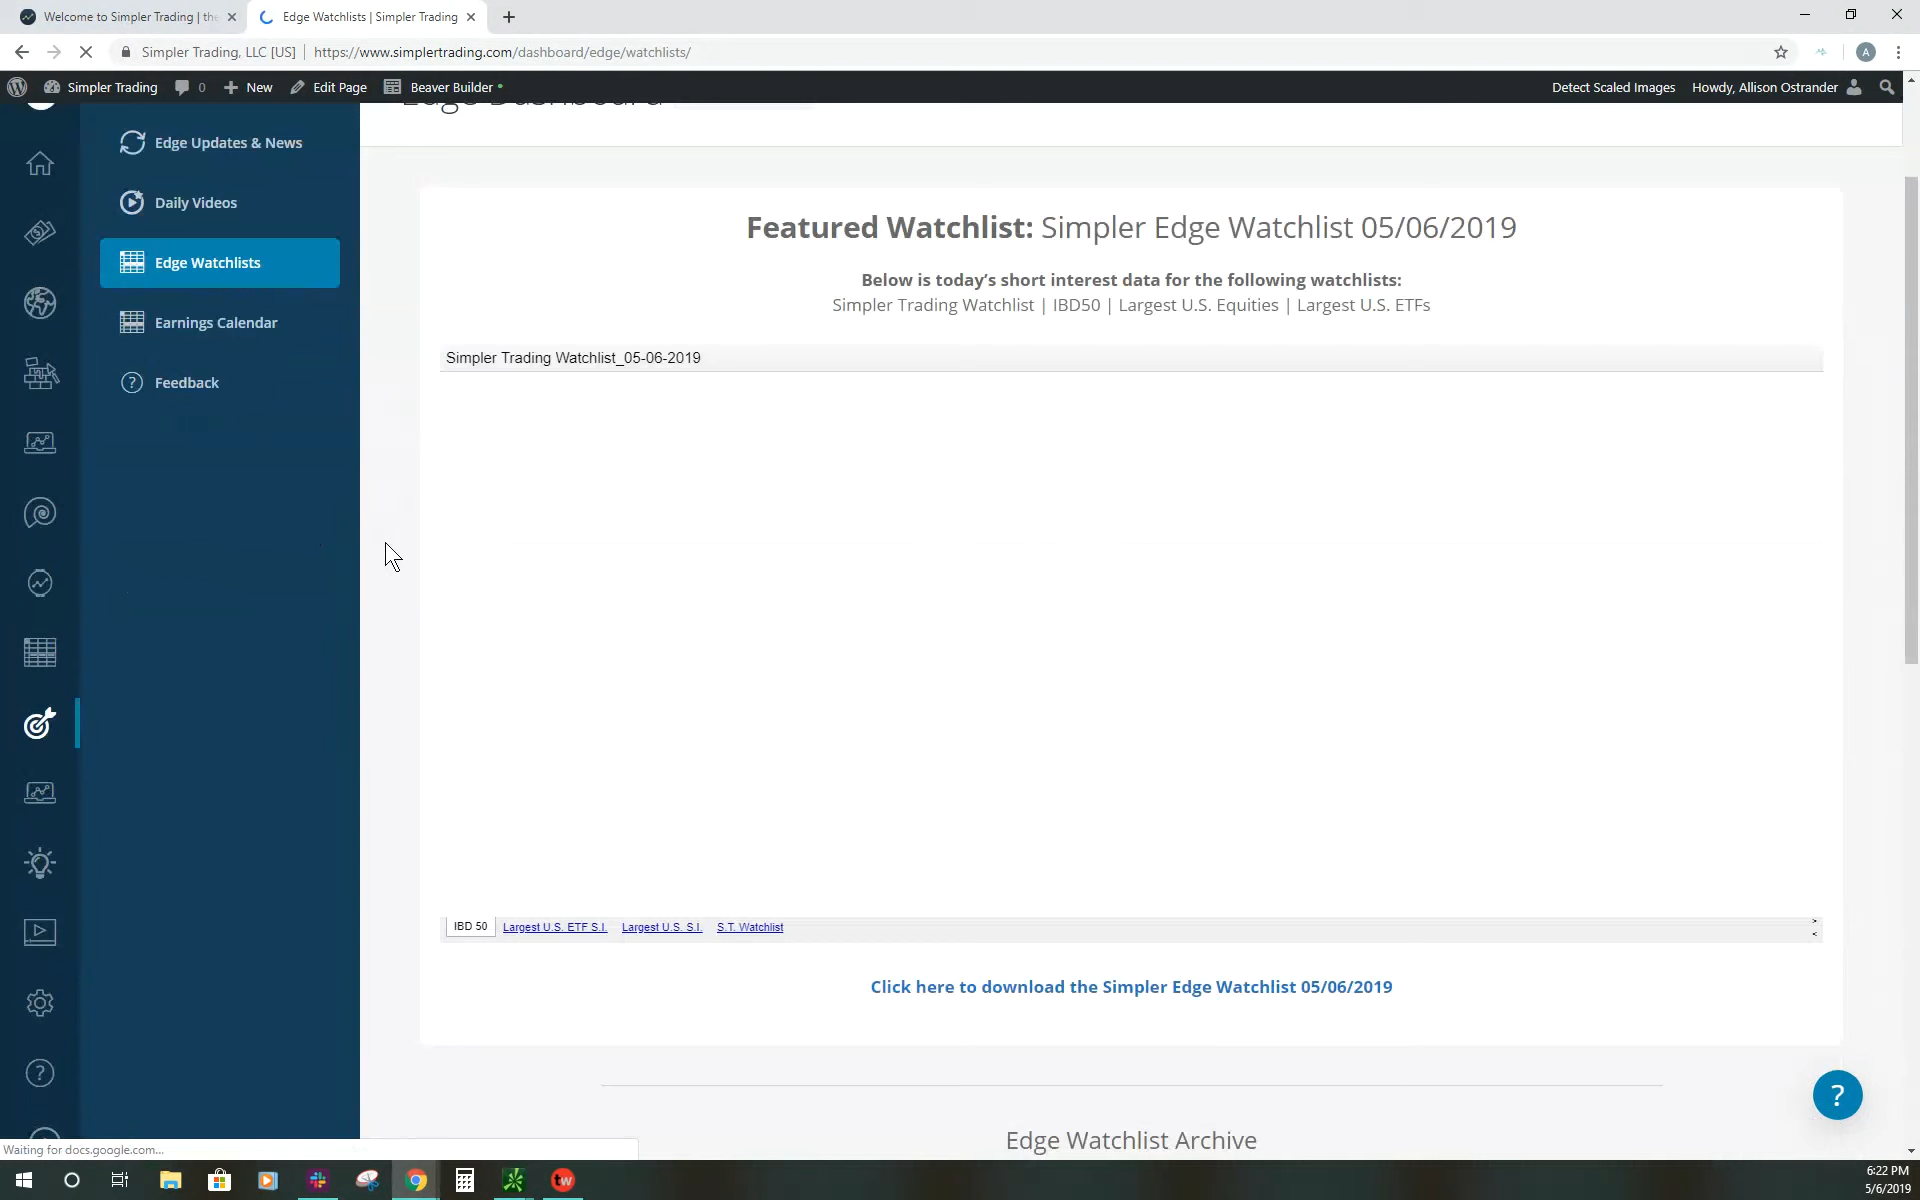 Welcome to Simpler Trading | the
Edge Watchlists | Simpler Trading
Simpler Trading, LLC [US] | https://www.simplertrading.com/dashboard/edge/watchlists/
A
Simpler Trading
0
New
Edit Page
Beaver Builder
Detect Scaled Images
Howdy, Allison Ostrander
Edge Dashboard
Edge Updates & News
Daily Videos
Edge Watchlists
Earnings Calendar
? Feedback
Featured Watchlist: Simpler Edge Watchlist 05/06/2019
Below is today's short interest data for the following watchlists:
Simpler Trading Watchlist | IBD50 | Largest U.S. Equities | Largest U.S. ETFs
Simpler Trading Watchlist_05-06-2019
IBD 50 Largest U.S. ETF S.I. Largest U.S. S.I. S.T. Watchlist
Click here to download the Simpler Edge Watchlist 05/06/2019
?
?
Edge Watchlist Archive
Waiting for docs.google.com...
tw
6:22 PM
5/6/2019